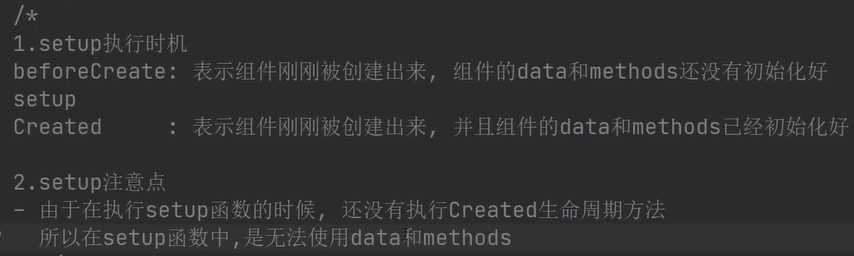 /*
1.setup执行时机
beforeCreate: 表示组件刚刚被创建出来, 组件的data和methods还没有初始化好
setup
Created     : 表示组件刚刚被创建出来, 并且组件的data和methods已经初始化好

2.setup注意点
- 由于在执行setup函数的时候, 还没有执行Created生命周期方法
  所以在setup函数中,是无法使用data和methods